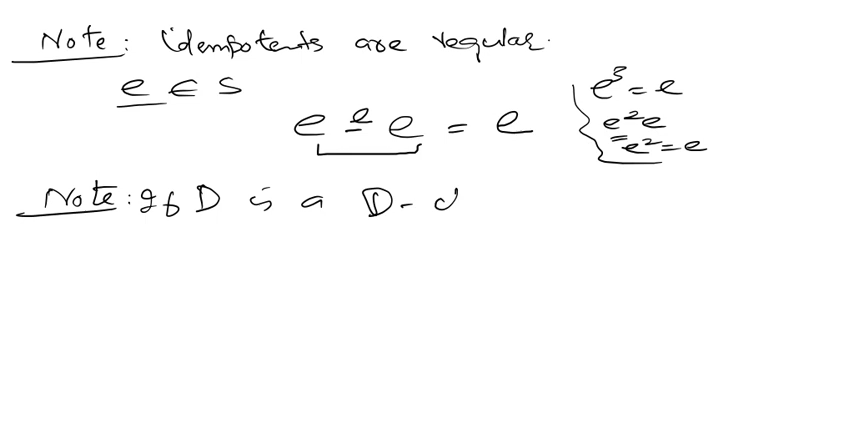 Note: idempotents are regular.
e ∈ S
e e e = e
e³ = e
e²e
= e² = e
Note: If D is a D-